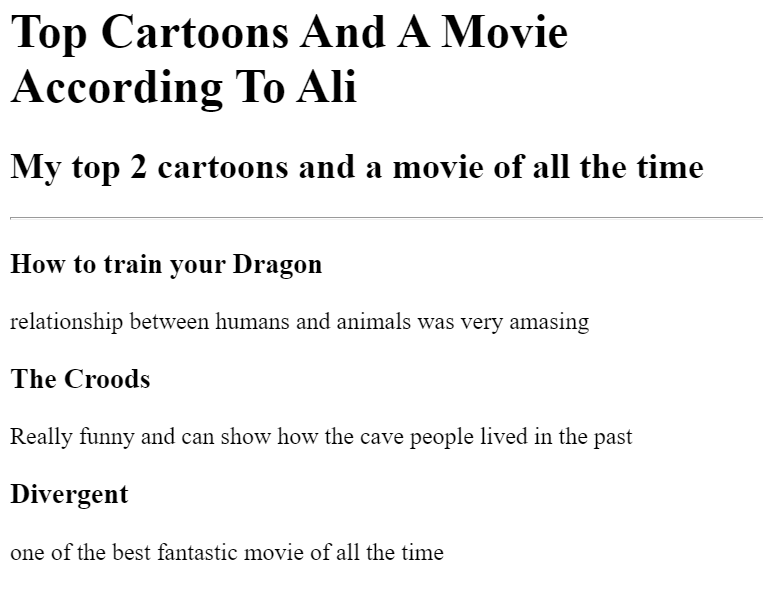 Top Cartoons And A Movie
According To Ali
My top 2 cartoons and a movie of all the time
How to train your Dragon
relationship between humans and animals was very amasing
The Croods
Really funny and can show how the cave people lived in the past
Divergent
one of the best fantastic movie of all the time